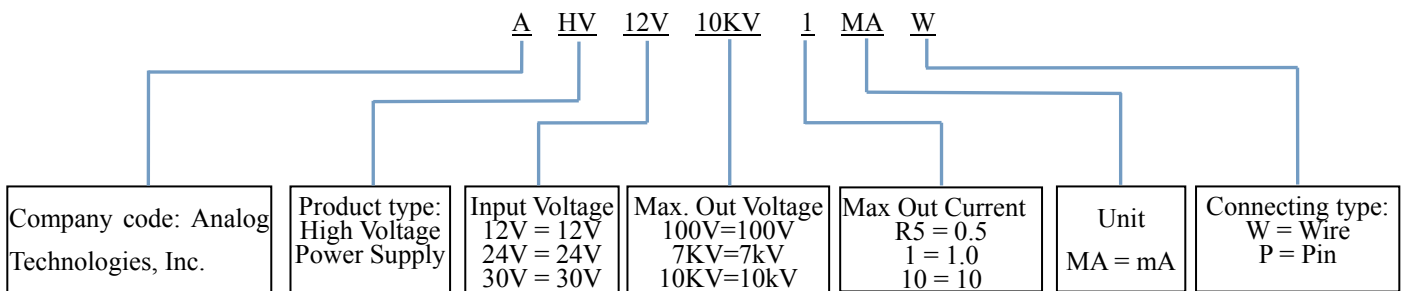 A HV 12V 10KV 1 MA W
Company code: Analog
Technologies, Inc.
Product type:
High Voltage
Power Supply
Input Voltage
12V = 12V
24V = 24V
30V = 30V
Max. Out Voltage
100V=100V
7KV=7kV
10KV=10kV
Max Out Current
R5 = 0.5
1 = 1.0
10 = 10
Unit
MA = mA
Connecting type:
W = Wire
P = Pin